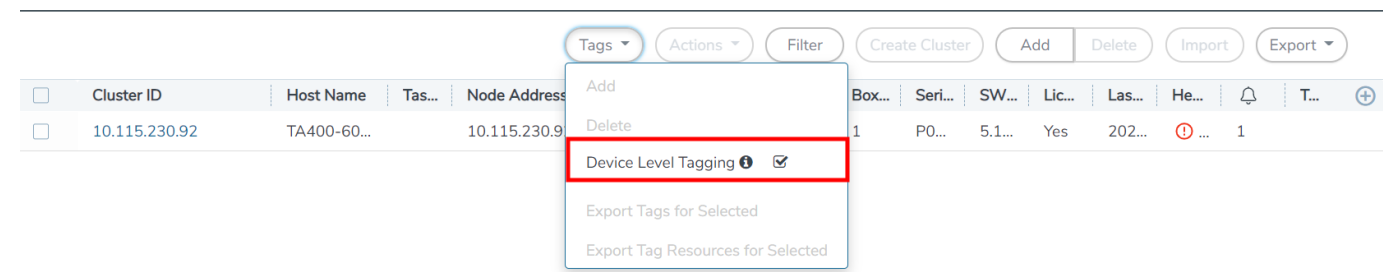 Tags Actions Filter Create Cluster Add Delete Import Export
Cluster ID Host Name Tas... Node Address Box... Seri... SW... Lic... Las... He... T...
10.115.230.92 TA400-60... 10.115.230.9 1 P0... 5.1... Yes 202... ... 1
Add
Delete
Device Level Tagging
Export Tags for Selected
Export Tag Resources for Selected